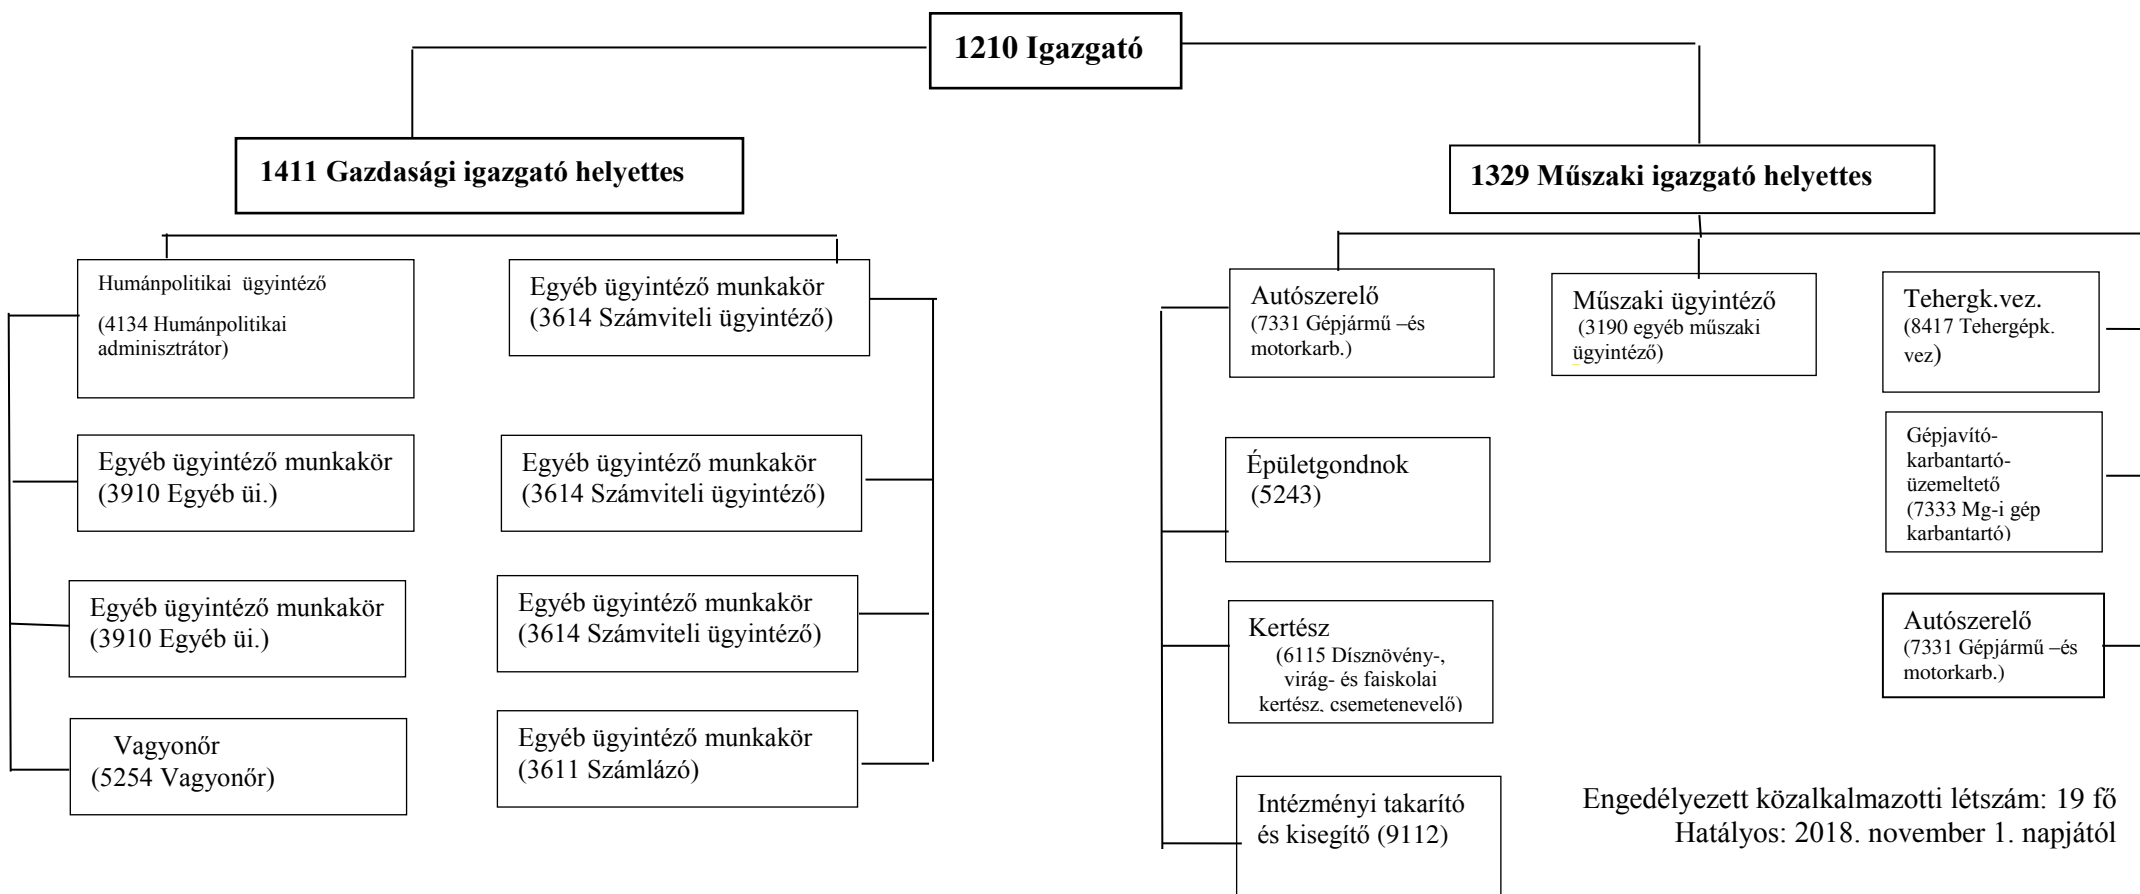 1210 Igazgató
1411 Gazdasági igazgató helyettes
1329 Műszaki igazgató helyettes
Humánpolitikai ügyintéző
(4134 Humánpolitikai
adminisztrátor)
Egyéb ügyintéző munkakör
(3910 Egyéb üi.)
Egyéb ügyintéző munkakör
(3910 Egyéb üi.)
Vagyonőr
(5254 Vagyonőr)
Egyéb ügyintéző munkakör
(3614 Számviteli ügyintéző)
Egyéb ügyintéző munkakör
(3614 Számviteli ügyintéző)
Egyéb ügyintéző munkakör
(3614 Számviteli ügyintéző)
Egyéb ügyintéző munkakör
(3611 Számlázó)
Autószerelő
(7331 Gépjármű –és
motorkarb.)
Épületgondnok
(5243)
Kertész
(6115 Dísznövény-,
virág- és faiskolai
kertész, csemetenevelő)
Intézményi takarító
és kisegítő (9112)
Műszaki ügyintéző
(3190 egyéb műszaki
ügyintéző)
Tehergk.vez.
(8417 Tehergépk.
vez)
Gépjavító-
karbantartó-
üzemeltető
(7333 Mg-i gép
karbantartó)
Autószerelő
(7331 Gépjármű –és
motorkarb.)
Engedélyezett közalkalmazotti létszám: 19 fő
Hatályos: 2018. november 1. napjától